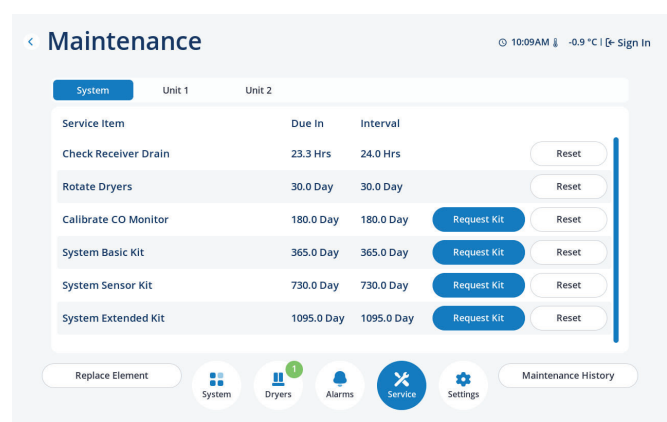 Maintenance
10:09AM -0.9 °C | Sign In
System Unit 1 Unit 2
Service Item Due In Interval
Check Receiver Drain 23.3 Hrs 24.0 Hrs Reset
Rotate Dryers 30.0 Day 30.0 Day Reset
Calibrate CO Monitor 180.0 Day 180.0 Day Request Kit Reset
System Basic Kit 365.0 Day 365.0 Day Request Kit Reset
System Sensor Kit 730.0 Day 730.0 Day Request Kit Reset
System Extended Kit 1095.0 Day 1095.0 Day Request Kit Reset
Replace Element
System
1
Dryers
Alarms
Service
Settings
Maintenance History